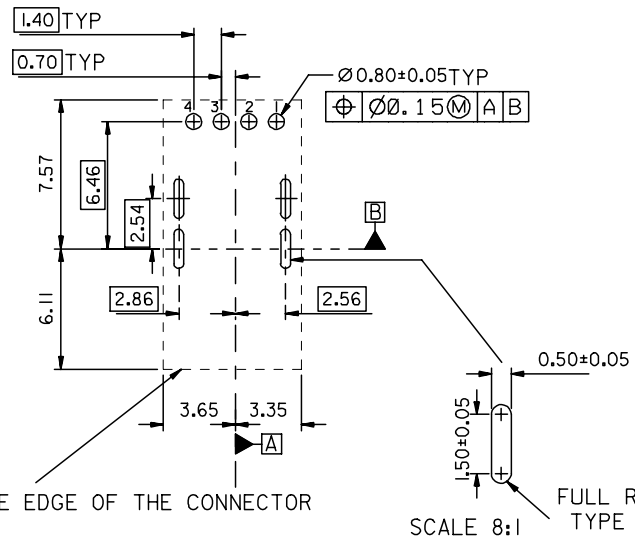 1.40 TYP
0.70 TYP
Ø0.80±0.05TYP
4 3 2 1
⌖ Ø0.15Ⓜ A B
7.57
6.46
2.54
B
2.86
2.56
6.11
0.50±0.05
3.65
3.35
1.50±0.05
A
E EDGE OF THE CONNECTOR
FULL R
TYPE
SCALE 8:1